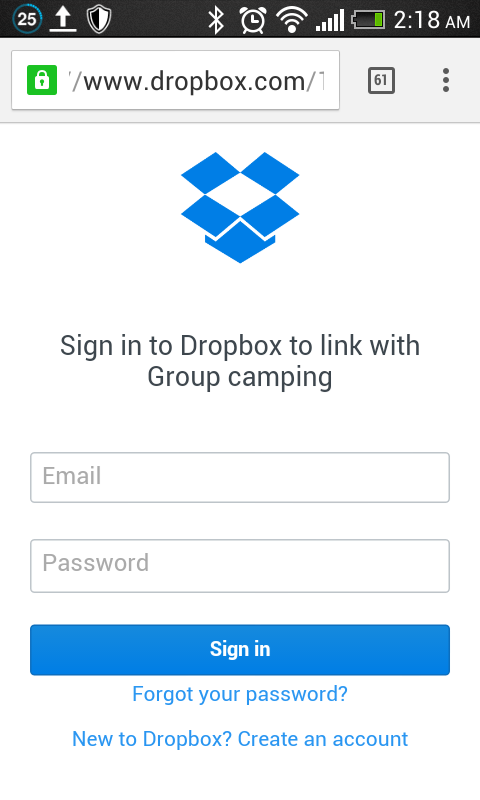 25
2:18 AM
//www.dropbox.com/
61
Sign in to Dropbox to link with
Group camping
Email
Password
Sign in
Forgot your password?
New to Dropbox? Create an account